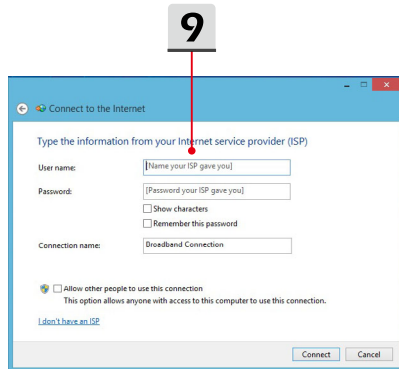 9
Connect to the Internet
Type the information from your Internet service provider (ISP)
User name:
[Name your ISP gave you]
Password:
[Password your ISP gave you]
Show characters
Remember this password
Connection name:
Broadband Connection
Allow other people to use this connection
This option allows anyone with access to this computer to use this connection.
I don't have an ISP
Connect
Cancel